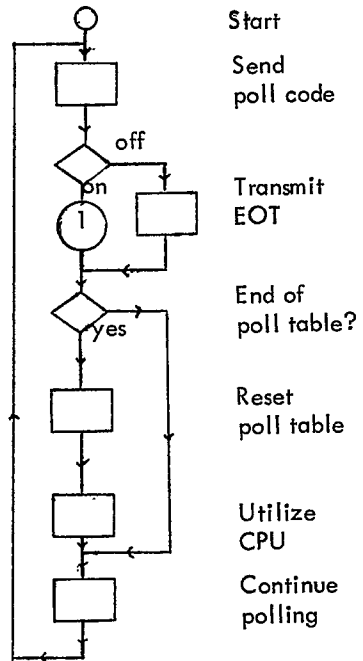 Start
Send
poll code
off
on
1
Transmit
EOT
End of
poll table?
yes
Reset
poll table
Utilize
CPU
Continue
polling